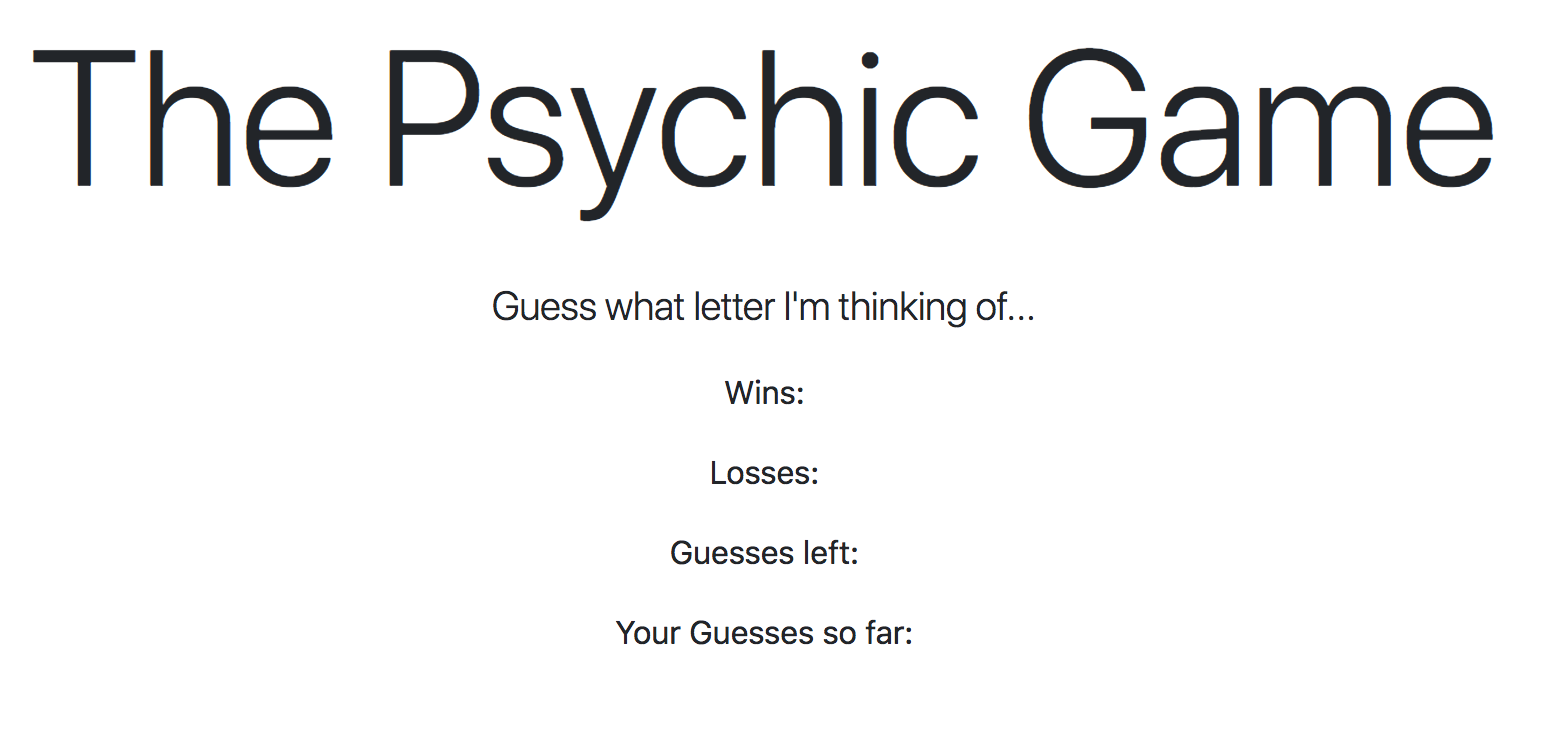 The Psychic Game
Guess what letter I'm thinking of...
Wins:
Losses:
Guesses left:
Your Guesses so far: